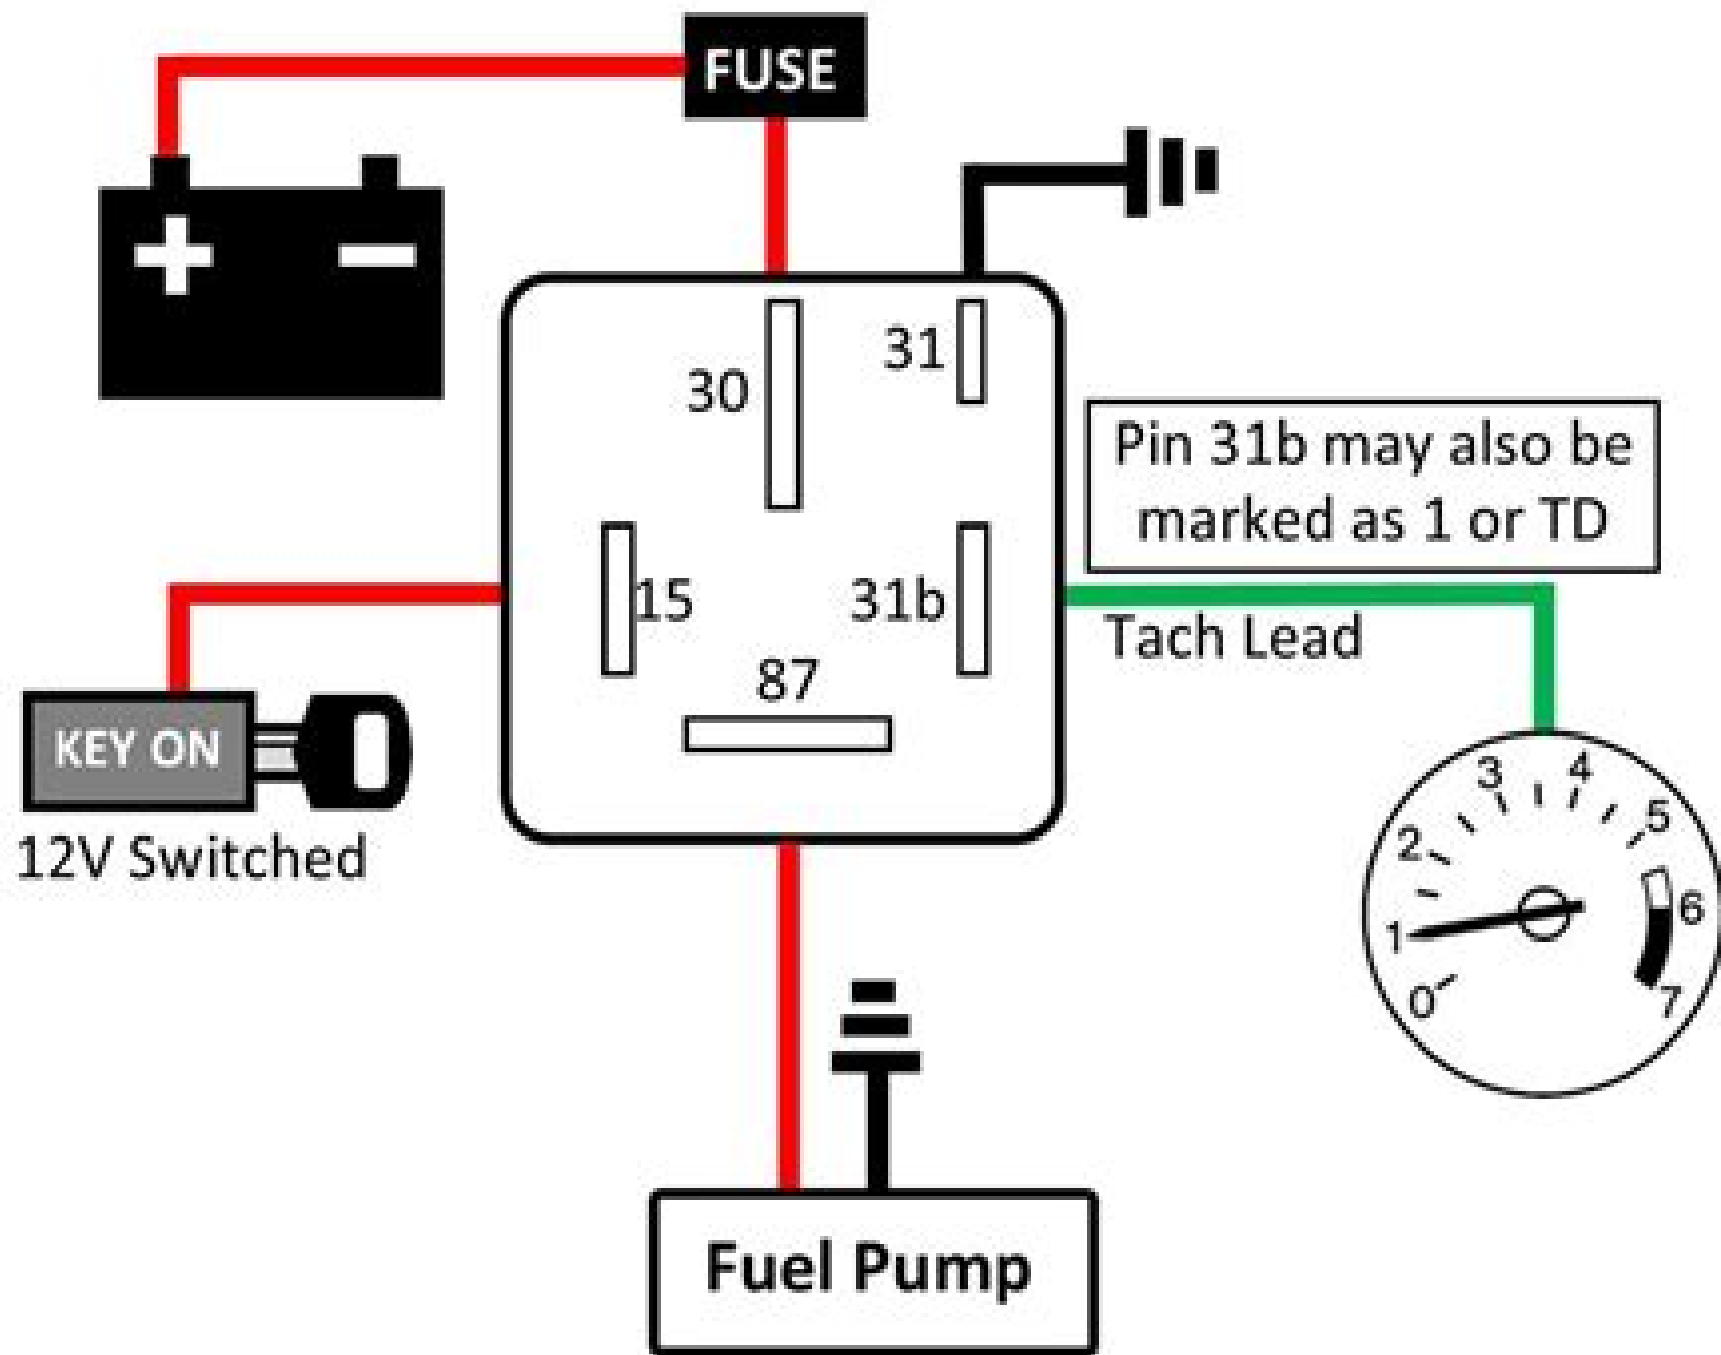 FUSE
+
-
30
31
Pin 31b may also be
marked as 1 or TD
15
31b
Tach Lead
87
KEY ON
12V Switched
0
1
2
3
4
5
6
7
Fuel Pump